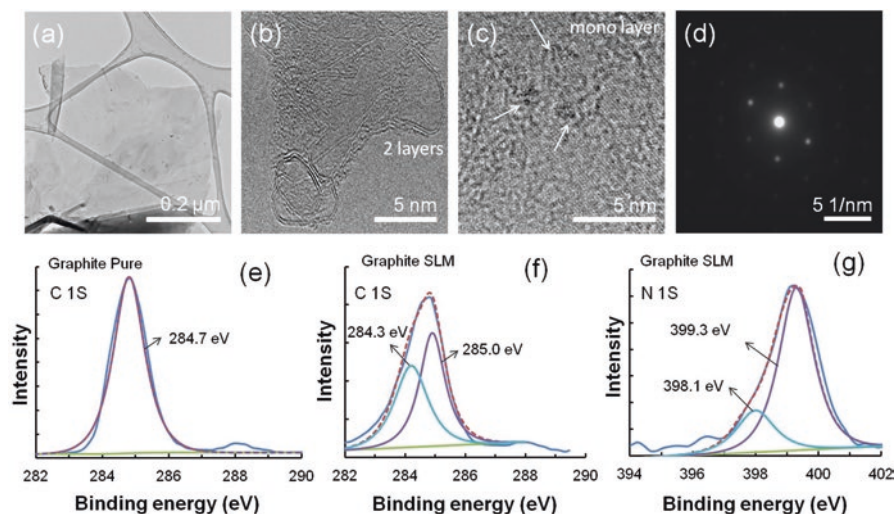 (a)
0.2 µm
(b)
2 layers
5 nm
(c)
mono layer
5 nm
(d)
5 1/nm
Graphite Pure
(e)
C 1S
284.7 eV
Intensity
282 284 286 288 290
Binding energy (eV)
Graphite SLM
(f)
C 1S
284.3 eV
285.0 eV
Intensity
282 284 286 288 290
Binding energy (eV)
Graphite SLM
(g)
N 1S
399.3 eV
398.1 eV
Intensity
394 396 398 400 402
Binding energy (eV)